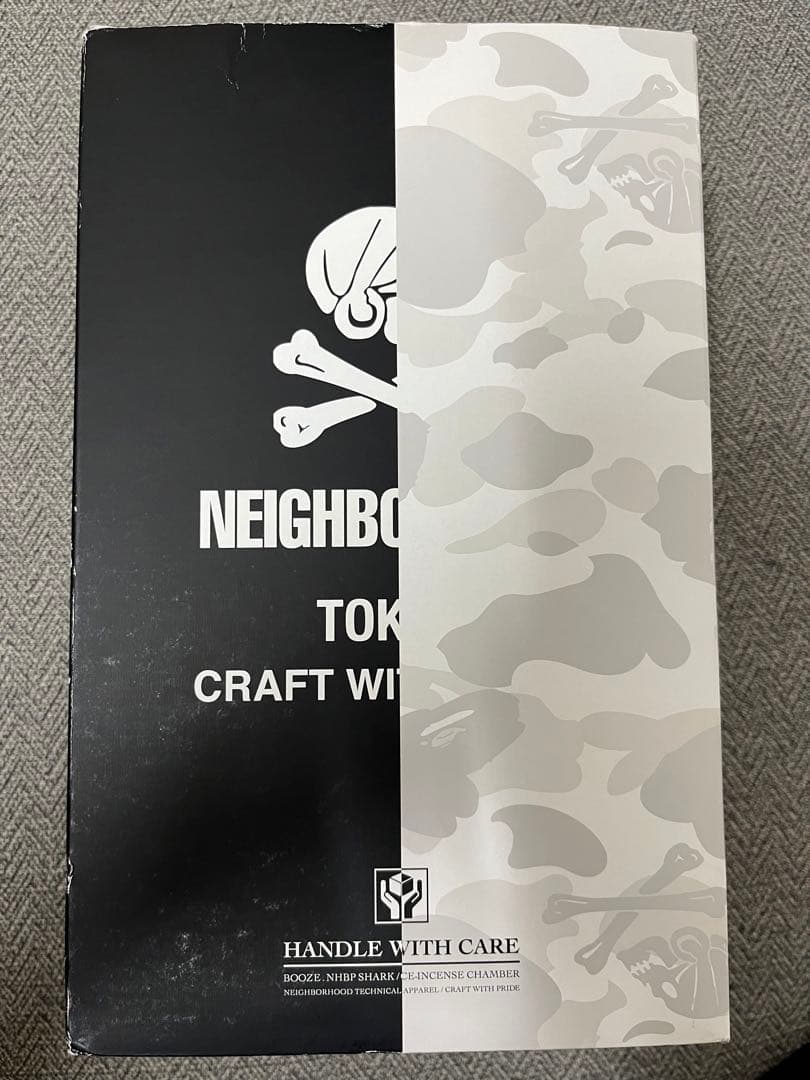 NEIGHBO
TOK
CRAFT WIT
HANDLE WITH CARE
BOOZE . NHBP SHARK / CE-INCENSE CHAMBER
NEIGHBORHOOD TECHNICAL APPAREL / CRAFT WITH PRIDE